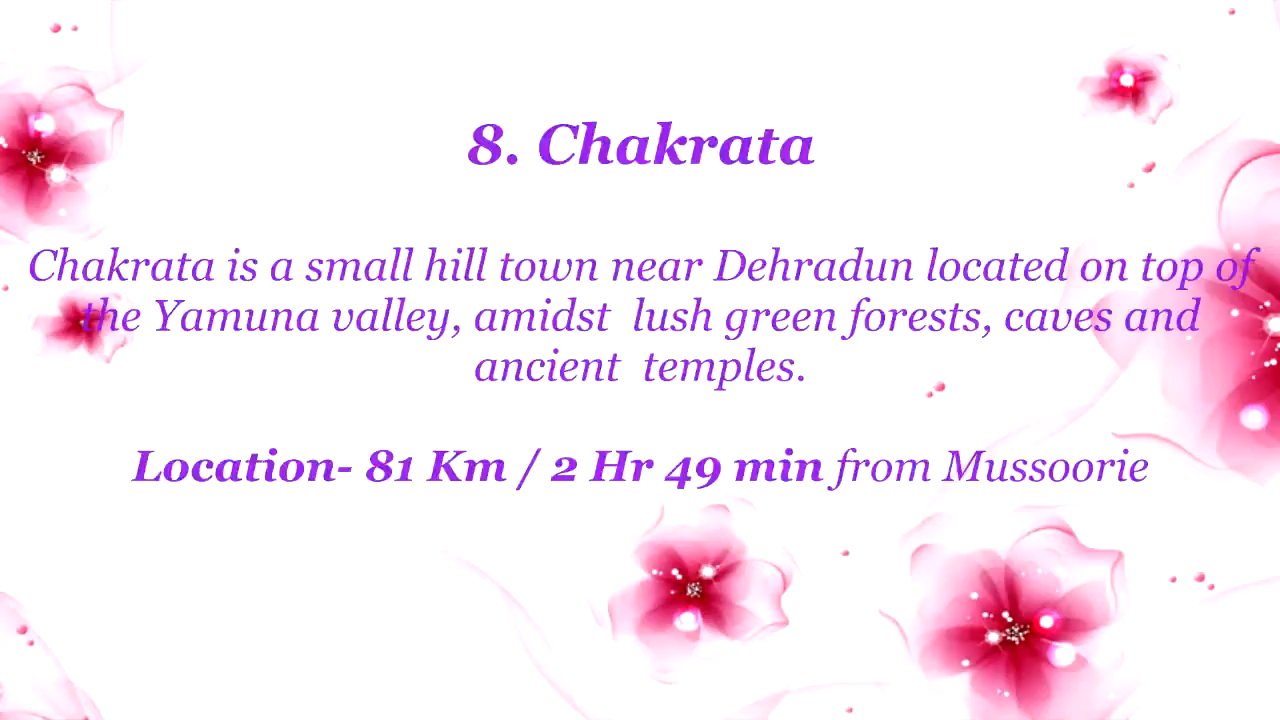 8. Chakrata
Chakrata is a small hill town near Dehradun located on top of
the Yamuna valley, amidst  lush green forests, caves and
ancient  temples.
Location- 81 Km / 2 Hr 49 min from Mussoorie